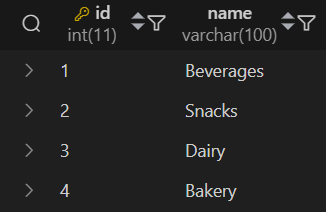 id name
int(11) varchar(100)
1 Beverages
2 Snacks
3 Dairy
4 Bakery